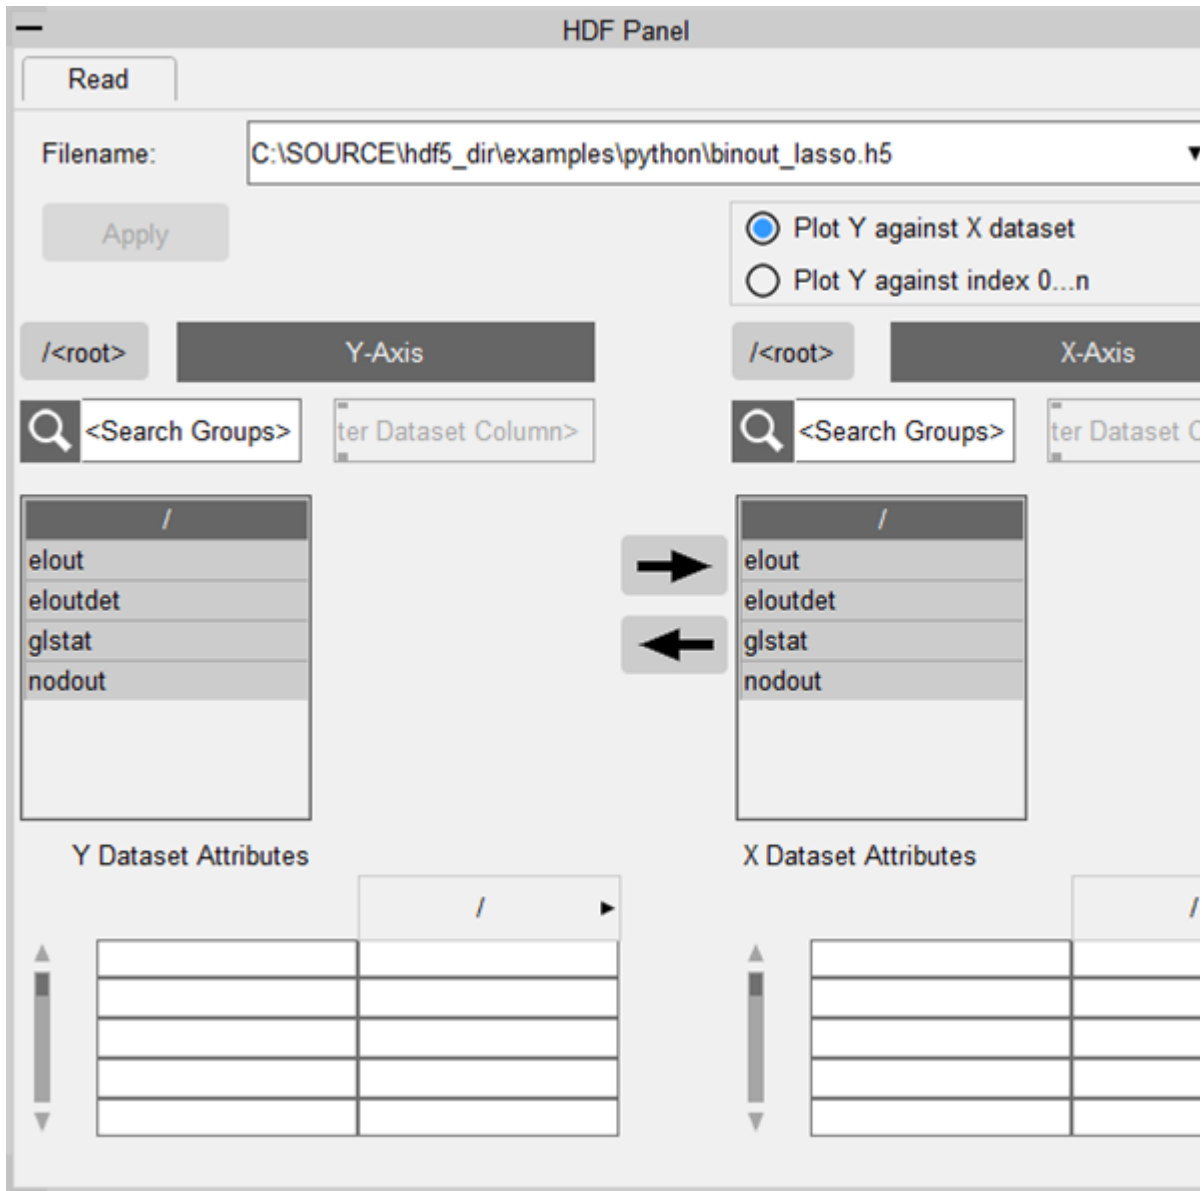 HDF Panel
Read
Filename: C:\SOURCE\hdf5_dir\examples\python\binout_lasso.h5
Apply
Plot Y against X dataset
Plot Y against index 0...n
/<root> Y-Axis /<root> X-Axis
<Search Groups> ter Dataset Column> <Search Groups> ter Dataset C
/ /
elout elout
eloutdet eloutdet
glstat glstat
nodout nodout
Y Dataset Attributes X Dataset Attributes
/ /